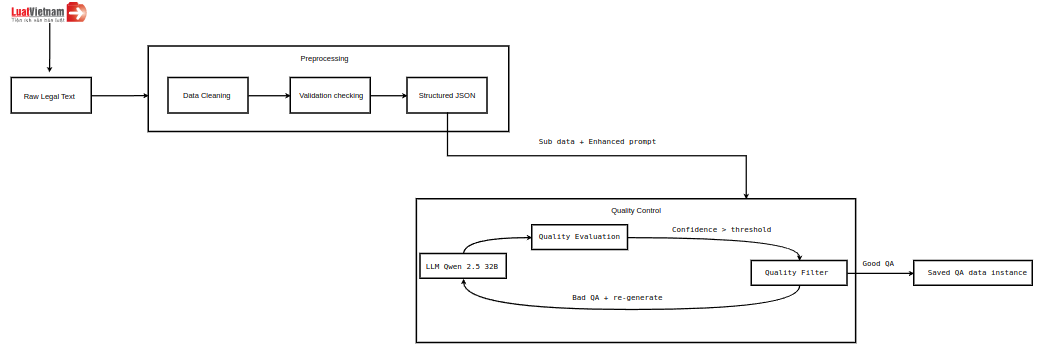 LuatVietnam
Tiện ích văn bản luật
Preprocessing
Raw Legal Text
Data Cleaning
Validation checking
Structured JSON
Sub data + Enhanced prompt
Quality Control
Confidence > threshold
Quality Evaluation
LLM Qwen 2.5 32B
Good QA
Quality Filter
Saved QA data instance
Bad QA + re-generate